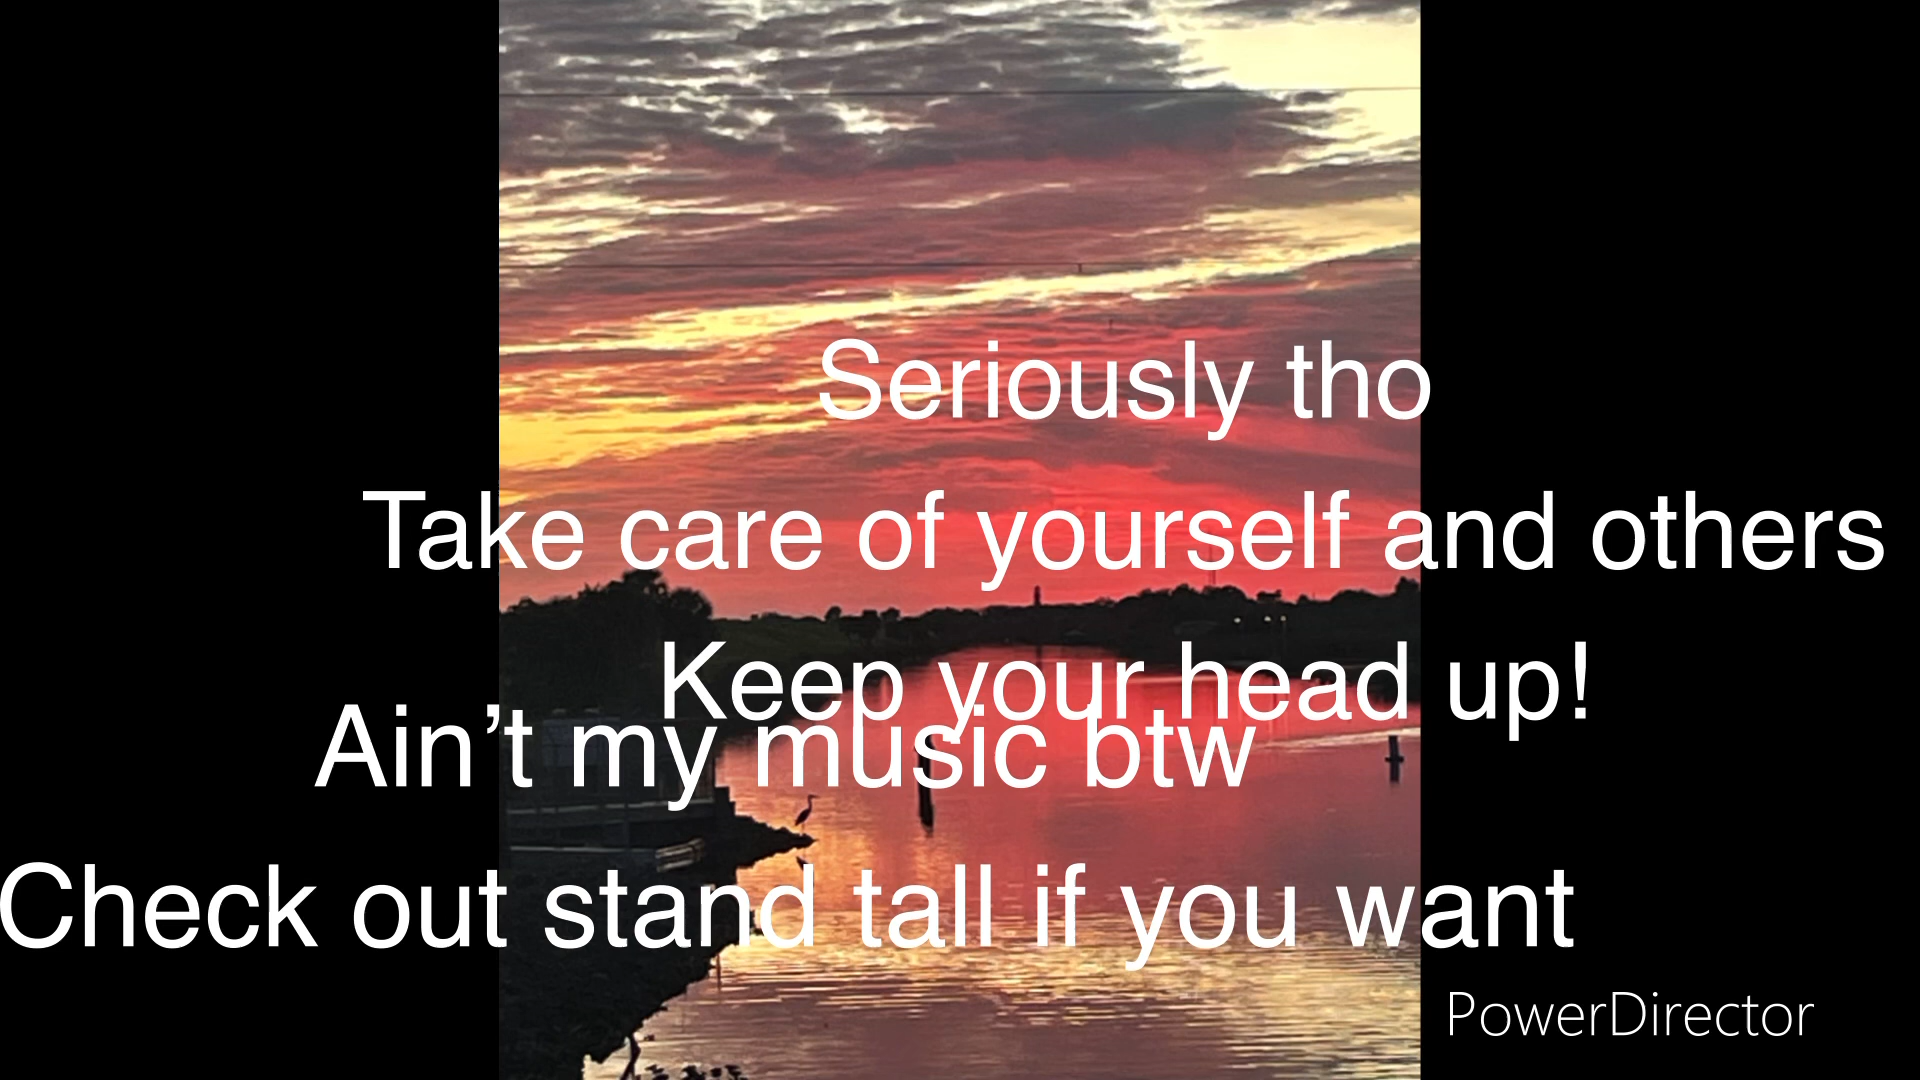 Seriously tho
Take care of yourself and others
Keep your head up!
Ain’t my music btw
Check out stand tall if you want
PowerDirector